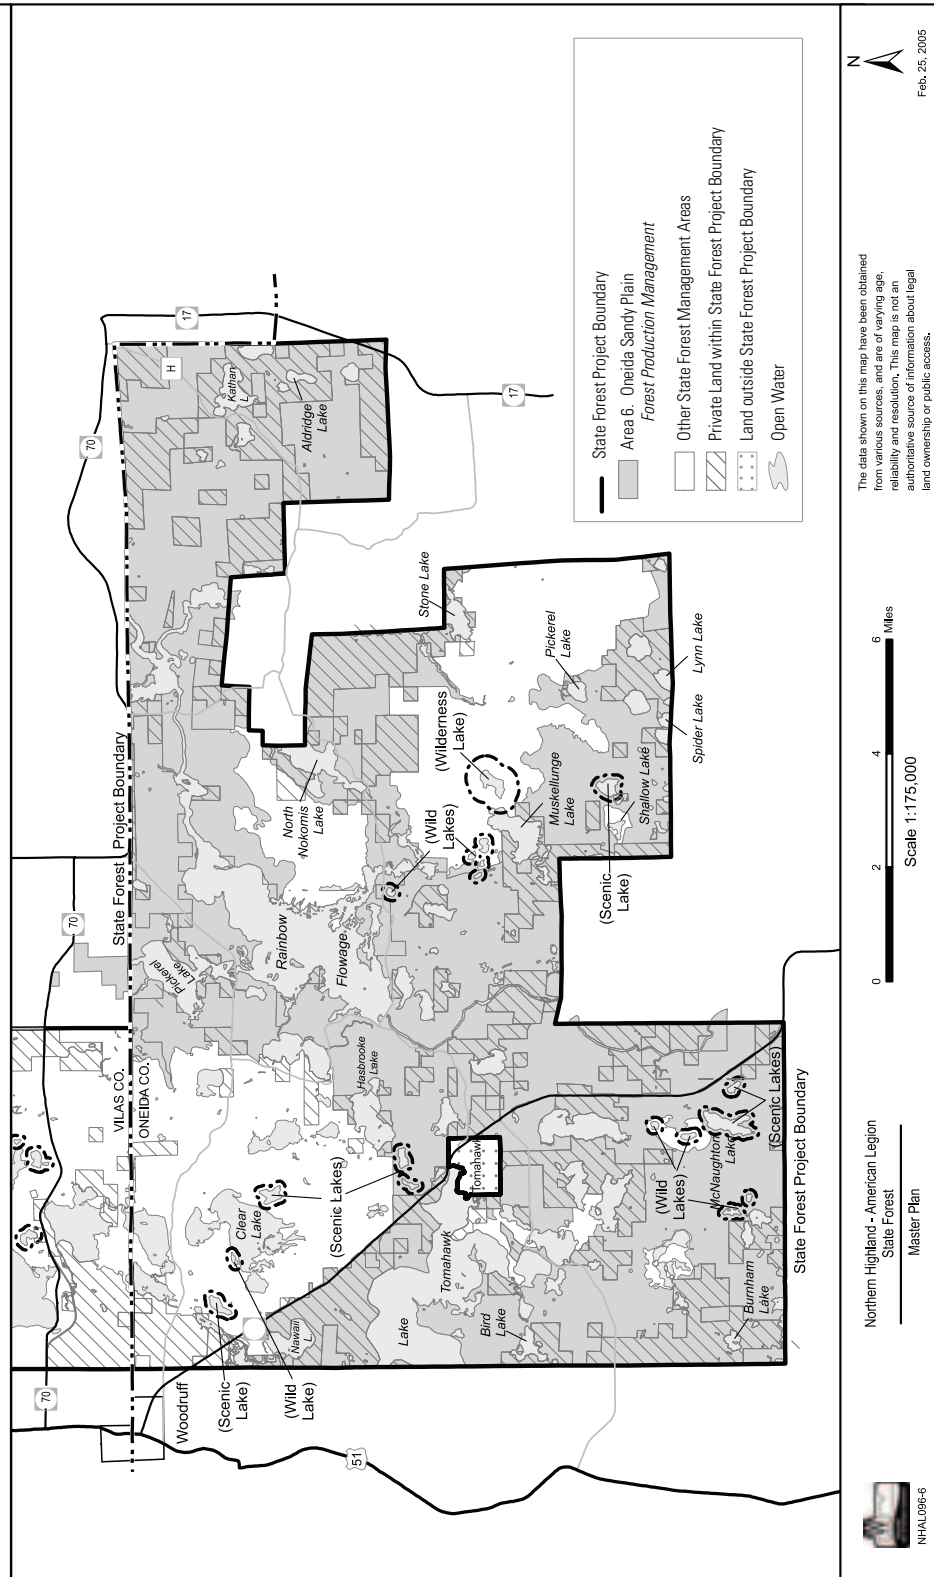 70
70
70
17
17
H
51
State Forest Project Boundary
VILAS CO.
ONEIDA CO.
Woodruff
(Scenic
Lake)
(Wild
Lake)
Nawaii
L.
Clear
Lake
(Scenic Lakes)
Hasbrooke
Lake
Pickerel
Lake
Rainbow
Flowage
North
Nokomis
Lake
Kathan
L.
Aldridge
Lake
Stone Lake
Pickerel
Lake
(Wilderness
Lake)
(Wild
Lakes)
Muskellunge
Lake
Shallow Lake
(Scenic
Lake)
Spider Lake
Lynn Lake
Lake
Tomahawk
Tomahawk
Bird
Lake
(Wild
Lakes)
McNaughton
Lake
(Scenic Lakes)
Burnham
Lake
State Forest Project Boundary
State Forest Project Boundary
Area 6. Oneida Sandy Plain
Forest Production Management
Other State Forest Management Areas
Private Land within State Forest Project Boundary
Land outside State Forest Project Boundary
Open Water
NHAL096-6
Northern Highland - American Legion
State Forest
Master Plan
0 2 4 6
Miles
Scale 1:175,000
The data shown on this map have been obtained
from various sources, and are of varying age,
reliability and resolution. This map is not an
authoritative source of information about legal
land ownership or public access.
N
Feb. 25, 2005